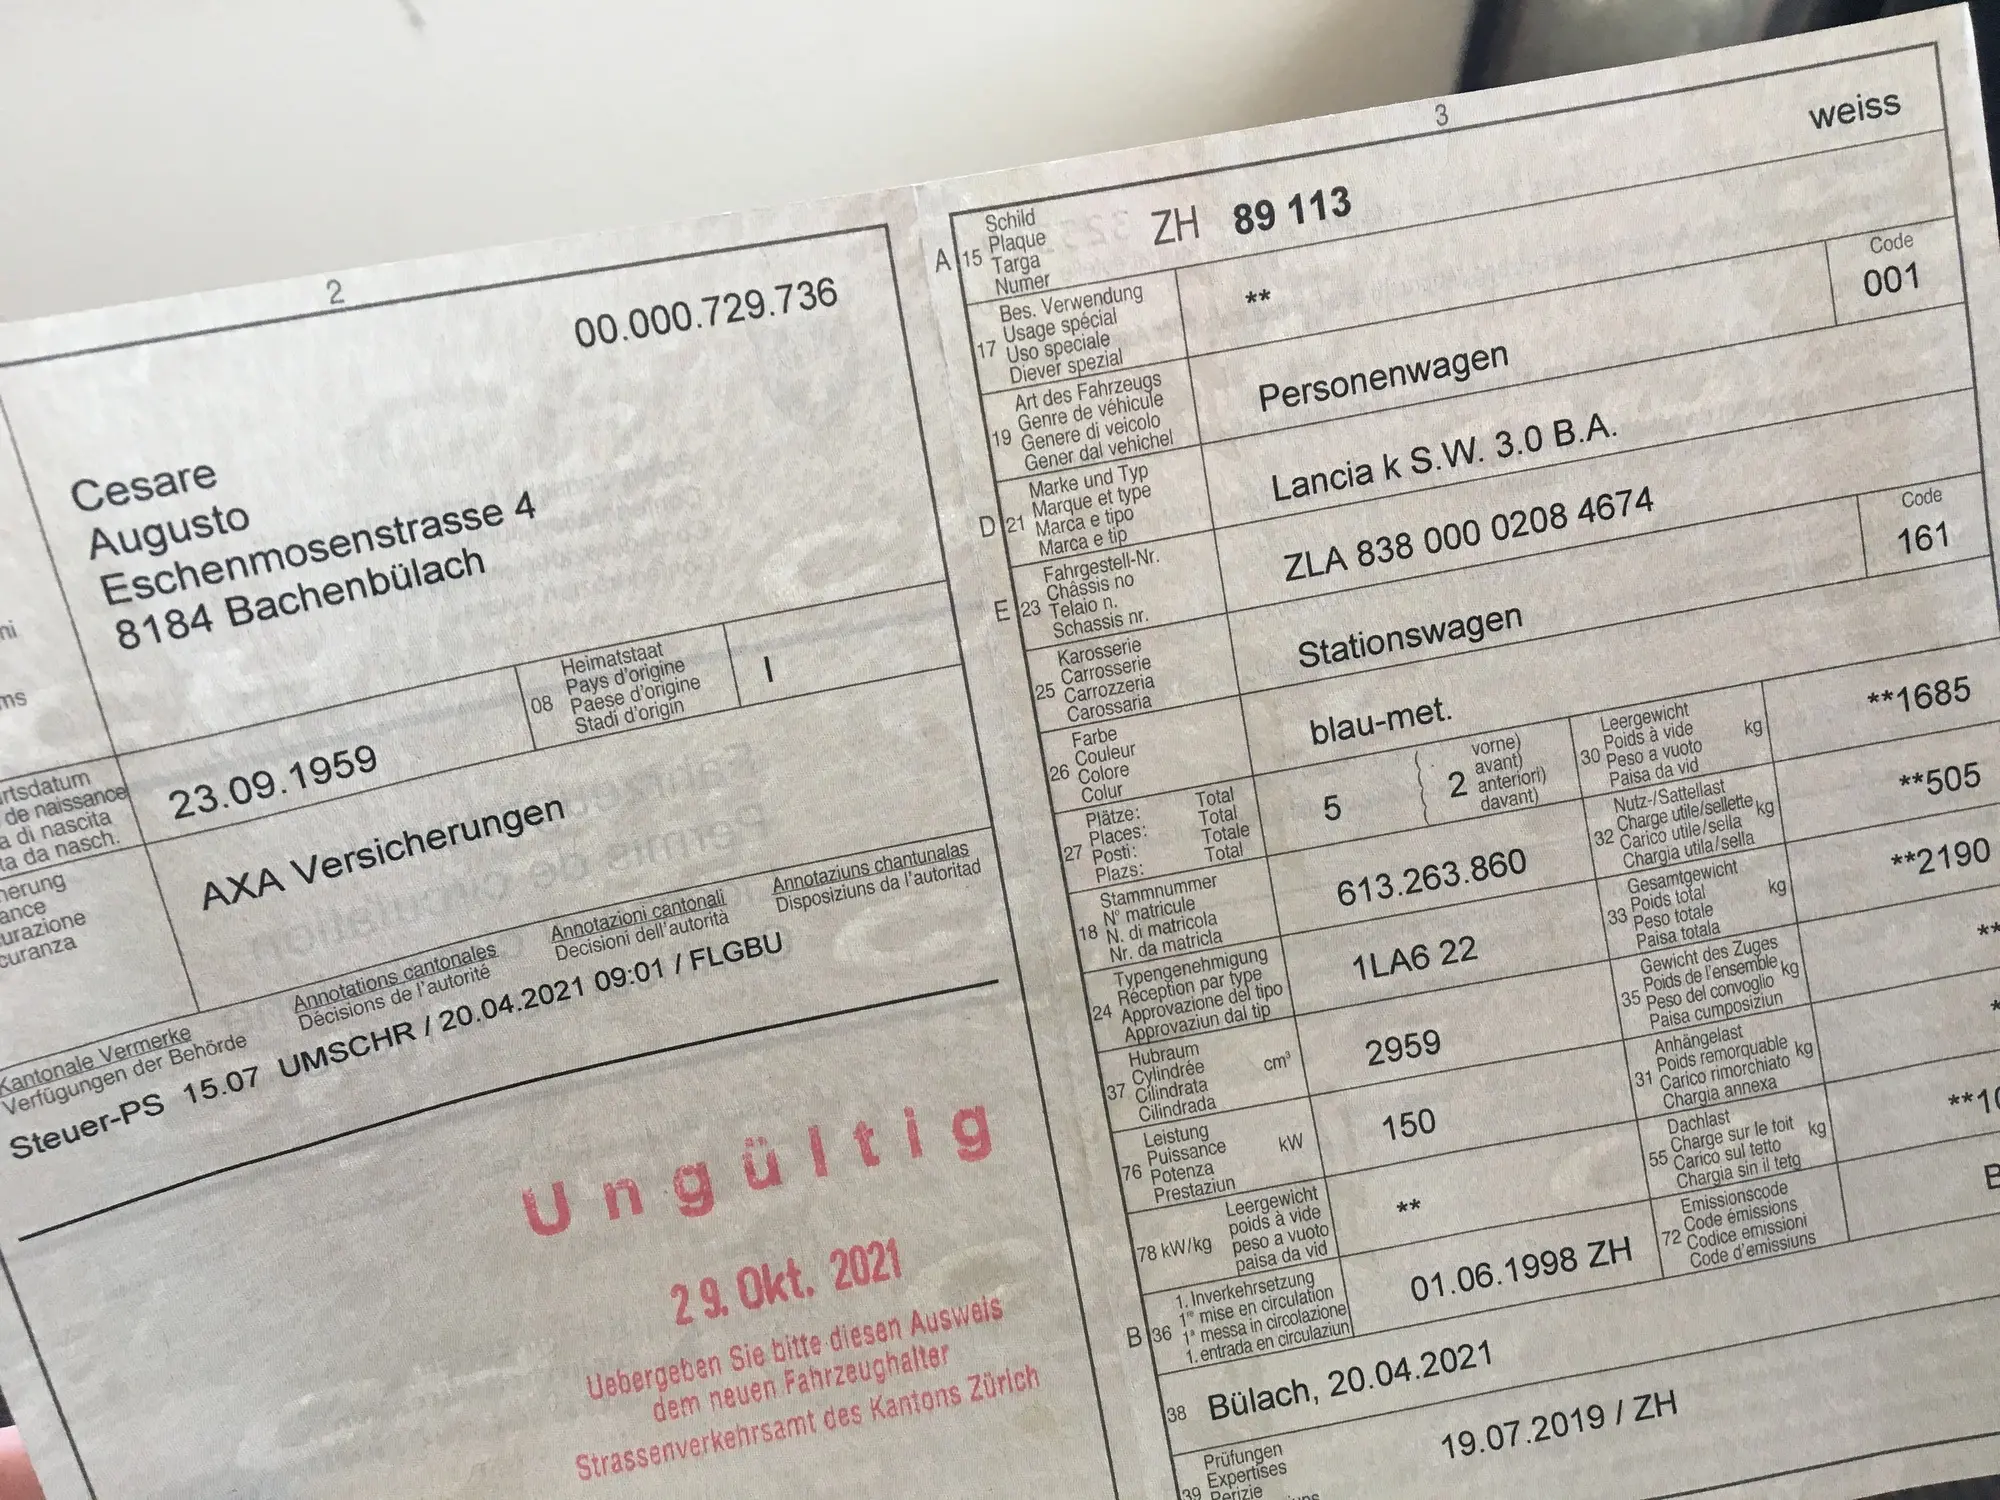 2
00.000.729.736
Cesare
Augusto
Eschenmosenstrasse 4
8184 Bachenbülach
08
Heimatstaat
Pays d'origine
Paese d'origine
Stadi d'origin
I
de naissance
di nascita
da nasch.
23.09.1959
AXA Versicherungen
Kantonale Vermerke
Verfügungen der Behörde
Annotations cantonales
Décisions de l'autorité
Annotazioni cantonali
Decisioni dell'autorità
Annotaziuns chantunalas
Disposiziuns da l'autoritad
Steuer-PS 15.07 UMSCHR / 20.04.2021 09:01 / FLGBU
Ungültig
29. Okt. 2021
Uebergeben Sie bitte diesen Ausweis
dem neuen Fahrzeughalter
Strassenverkehrsamt des Kantons Zürich
3
weiss
A 15
Schild
Plaque
Targa
Numer
ZH 89 113
17
Bes. Verwendung
Usage spécial
Uso speciale
Diever spezial
**
Code
001
19
Art des Fahrzeugs
Genre de véhicule
Genere di veicolo
Gener dal vehichel
Personenwagen
D 21
Marke und Typ
Marque et type
Marca e tipo
Marca e tip
Lancia k S.W. 3.0 B.A.
E 23
Fahrgestell-Nr.
Châssis no
Telaio n.
Schassis nr.
ZLA 838 000 0208 4674
Code
161
25
Karosserie
Carrosserie
Carrozzeria
Carossaria
Stationswagen
26
Farbe
Couleur
Colore
Colur
blau-met.
27
Plätze: Total
Places: Total
Posti: Totale
Plazs: Total
5
2
vorne)
avant)
anteriori)
davant)
30
Leergewicht
Poids à vide
Peso a vuoto
Paisa da vid
kg
**1685
32
Nutz-/Sattellast
Charge utile/sellette
Carico utile/sella
Chargia utila/sella
kg
**505
18
Stammnummer
N° matricule
N. di matricola
Nr. da matricla
613.263.860
33
Gesamtgewicht
Poids total
Peso totale
Paisa totala
kg
**2190
24
Typengenehmigung
Réception par type
Approvazione del tipo
Approvaziun dal tip
1LA6 22
35
Gewicht des Zuges
Poids de l'ensemble
Peso del convoglio
Paisa cumposiziun
kg
**
37
Hubraum
Cylindrée
Cilindrata
Cilindrada
cm³
2959
31
Anhängelast
Poids remorquable
Carico rimorchiato
Chargia annexa
kg
*
76
Leistung
Puissance
Potenza
Prestaziun
kW
150
55
Dachlast
Charge sur le toit
Carico sul tetto
Chargia sin il tetg
kg
**10
78 kW/kg
Leergewicht
poids à vide
peso a vuoto
paisa da vid
**
72
Emissionscode
Code émissions
Codice emissioni
Code d'emissiuns
B 36
1. Inverkehrsetzung
1re mise en circulation
1a messa in circolazione
1. entrada en circulaziun
01.06.1998 ZH
38
Bülach, 20.04.2021
39
Prüfungen
Expertises
Perizie
19.07.2019 / ZH